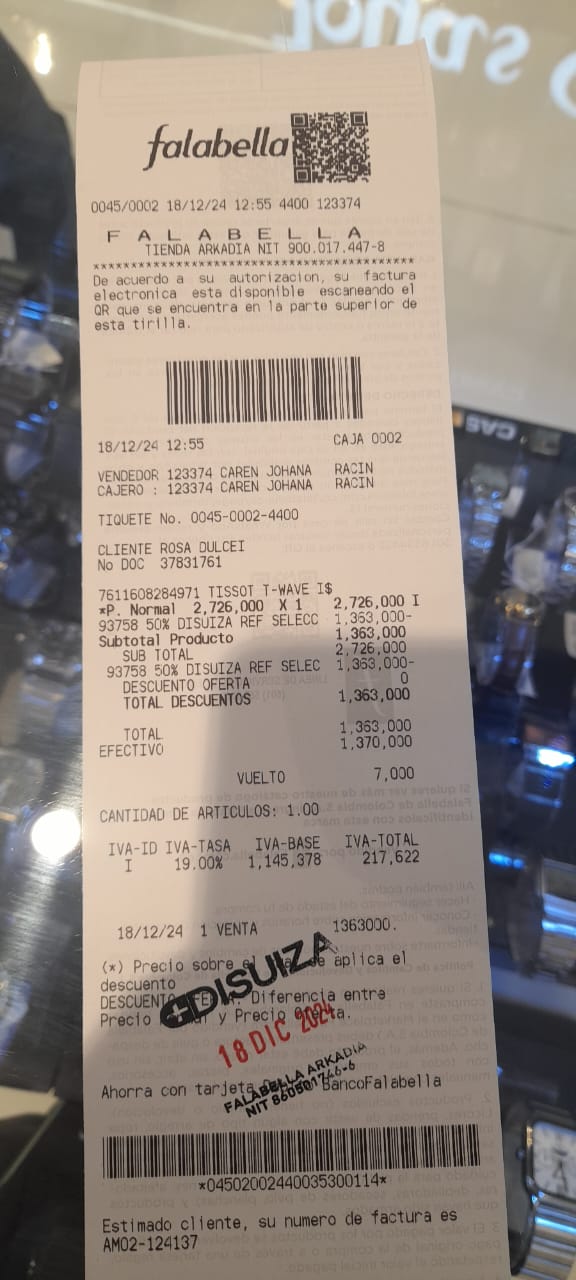 falabella
0045/0002 18/12/24 12:55 4400 123374
F A L A B E L L A
TIENDA ARKADIA NIT 900.017.447-8
******************************************
De acuerdo a su autorizacion, su factura
electronica esta disponible escaneando el
QR que se encuentra en la parte superior de
esta tirilla.
18/12/24 12:55 CAJA 0002
VENDEDOR 123374 CAREN JOHANA RACIN
CAJERO : 123374 CAREN JOHANA RACIN
TIQUETE No. 0045-0002-4400
CLIENTE ROSA DULCEI
No DOC 37831761
7611608284971 TISSOT T-WAVE I$
*P. Normal 2,726,000 X 1 2,726,000 I
93758 50% DISUIZA REF SELECC 1,363,000-
Subtotal Producto 1,363,000
SUB TOTAL 2,726,000
93758 50% DISUIZA REF SELEC 1,363,000-
DESCUENTO OFERTA 0
TOTAL DESCUENTOS 1,363,000
TOTAL 1,363,000
EFECTIVO 1,370,000
VUELTO 7,000
CANTIDAD DE ARTICULOS: 1.00
IVA-ID IVA-TASA IVA-BASE IVA-TOTAL
I 19.00% 1,145,378 217,622
18/12/24 1 VENTA 1363000.
(*) Precio sobre el se aplica el
descuento
DESCUENTO Diferencia entre
Precio y Precio
DISUIZA
18 DIC 2024
FALABELLA ARKADIA
NIT 860501746-6
Ahorra con tarjeta BancoFalabella
*04502002440035300114*
Estimado cliente, su numero de factura es
AM02-124137
CAS